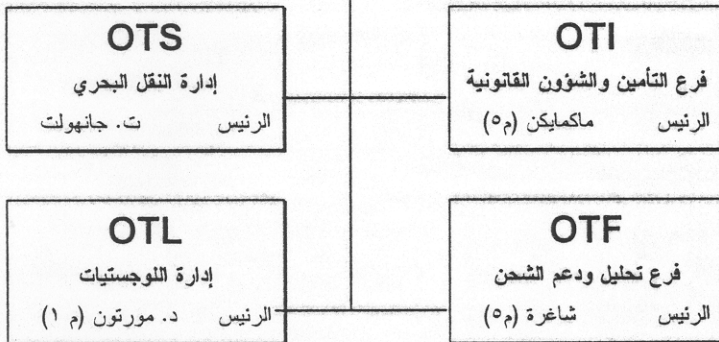 OTS
إدارة النقل البحري
الرئيس ت. جانهولت
OTI
فرع التأمين والشؤون القانونية
الرئيس ماكمايكن (م٥)
OTL
إدارة اللوجستيات
الرئيس د. مورتون (م ١)
OTF
فرع تحليل ودعم الشحن
الرئيس شاغرة (م٥)